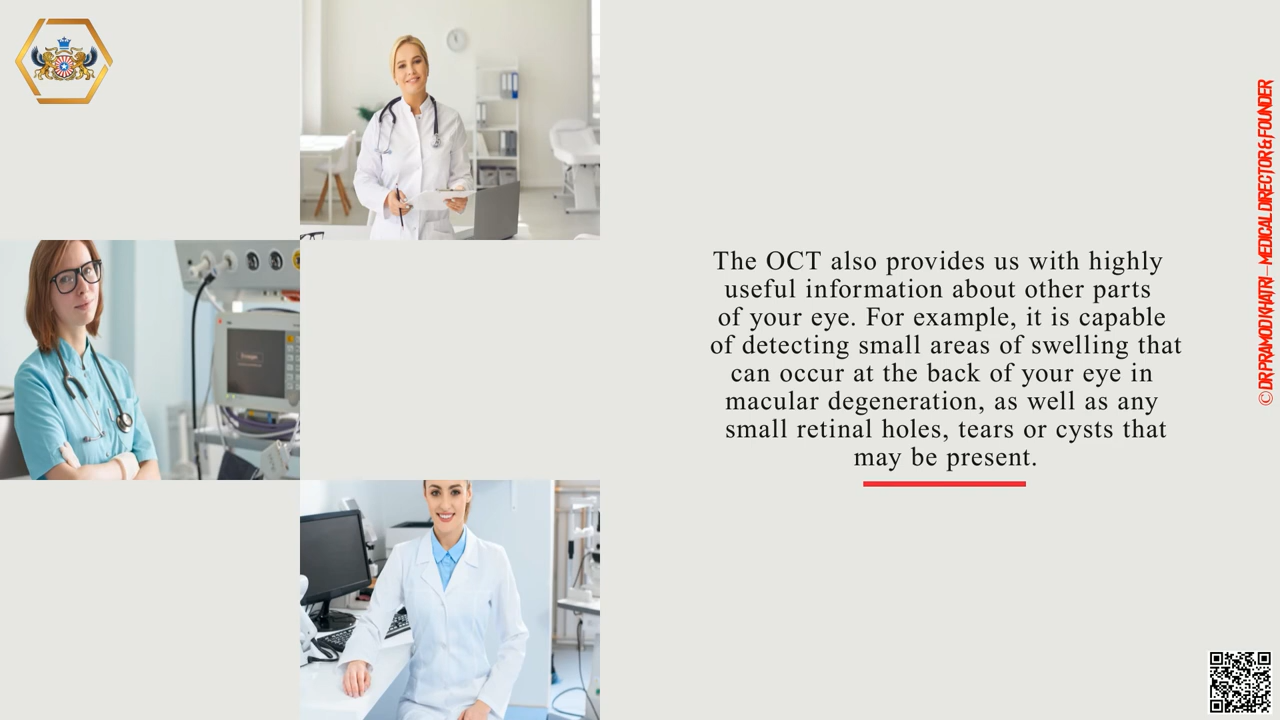 The OCT also provides us with highly
useful information about other parts
of your eye. For example, it is capable
of detecting small areas of swelling that
can occur at the back of your eye in
macular degeneration, as well as any
small retinal holes, tears or cysts that
may be present.
© DR PRAMOD KHATRI – MEDICAL DIRECTOR & FOUNDER